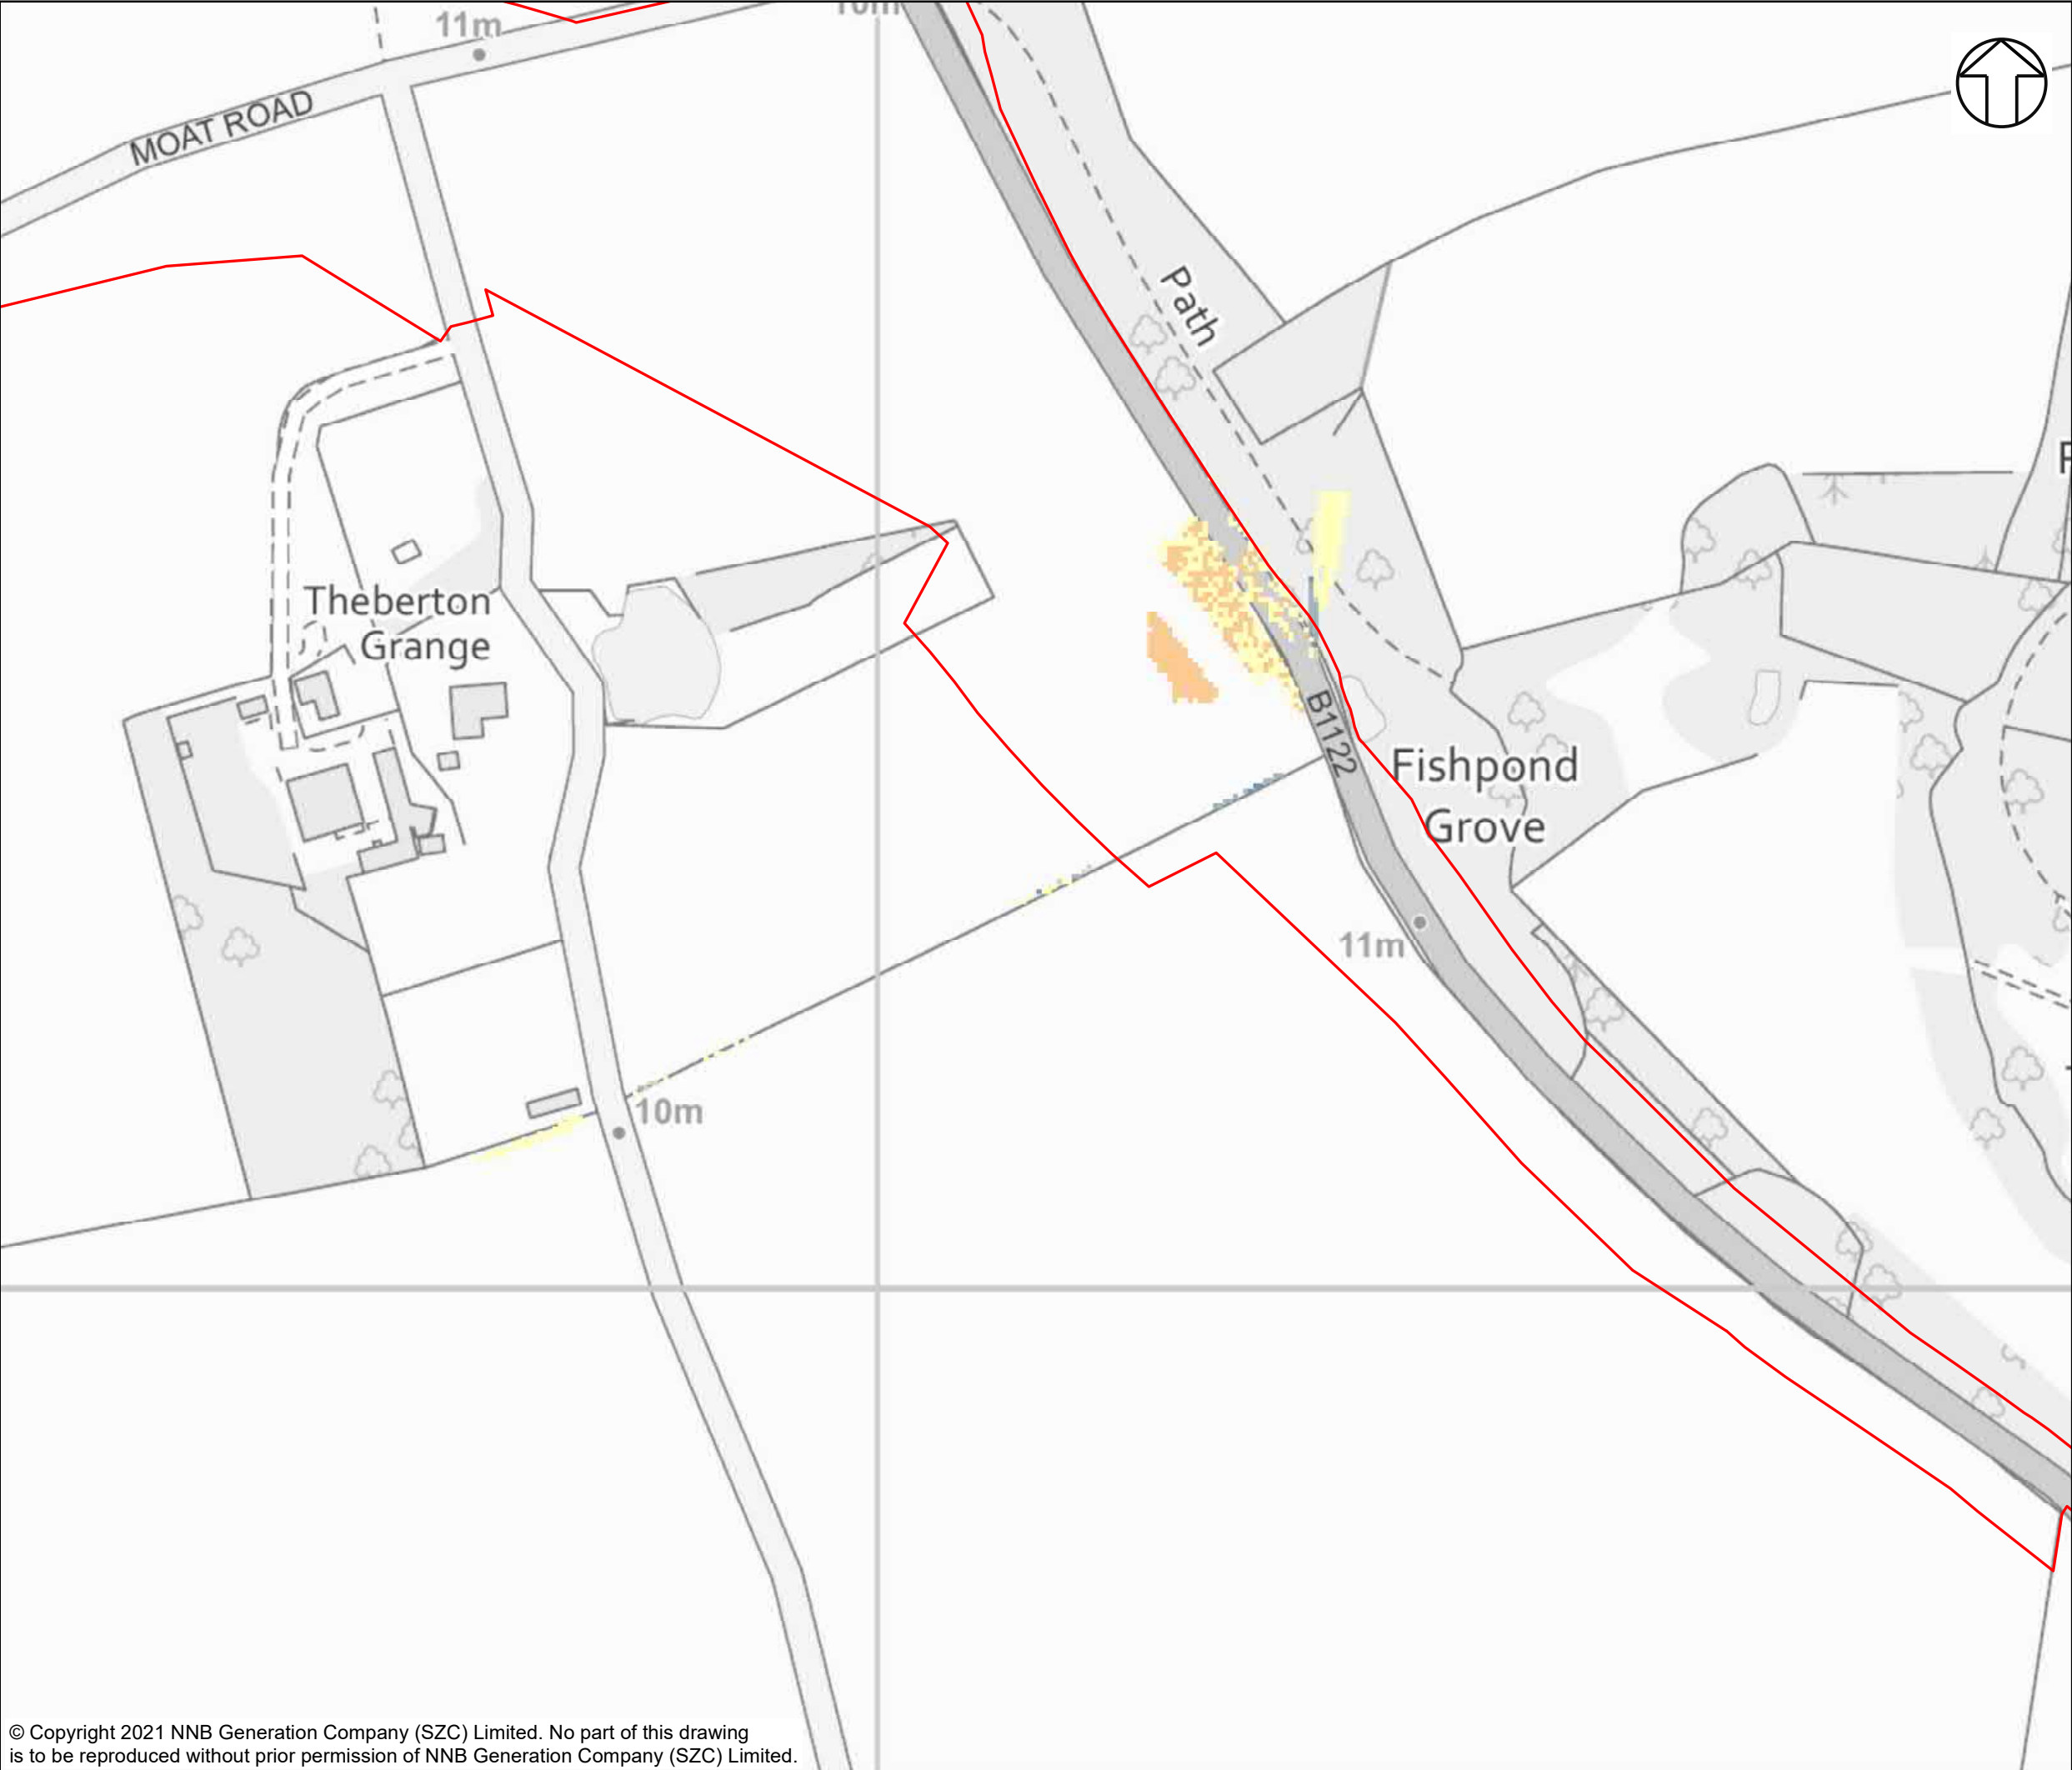 11m
10m
MOAT ROAD
Path
Theberton
Grange
B1122
Fishpond
Grove
11m
10m
© Copyright 2021 NNB Generation Company (SZC) Limited. No part of this drawing
is to be reproduced without prior permission of NNB Generation Company (SZC) Limited.